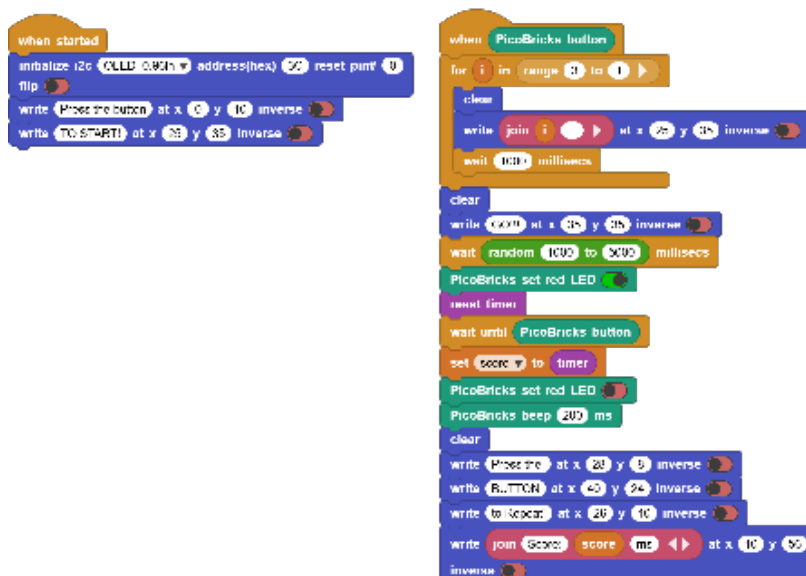 when started
initialize i2c OLED 0.96in address(hex) 3C reset pin# 0
flip
write Press the button at x 0 y 10 inverse
write TO START! at x 25 y 35 inverse
when PicoBricks button
for i in range 3 to 1
clear
write join i at x 25 y 35 inverse
wait 1000 millisecs
clear
write GO!!! at x 35 y 35 inverse
wait random 1000 to 5000 millisecs
PicoBricks set red LED
reset timer
wait until PicoBricks button
set score to timer
PicoBricks set red LED
PicoBricks beep 200 ms
clear
write Press the at x 28 y 8 inverse
write BUTTON at x 40 y 24 inverse
write to Repeat at x 26 y 40 inverse
write join Score: score ms at x 10 y 56
inverse